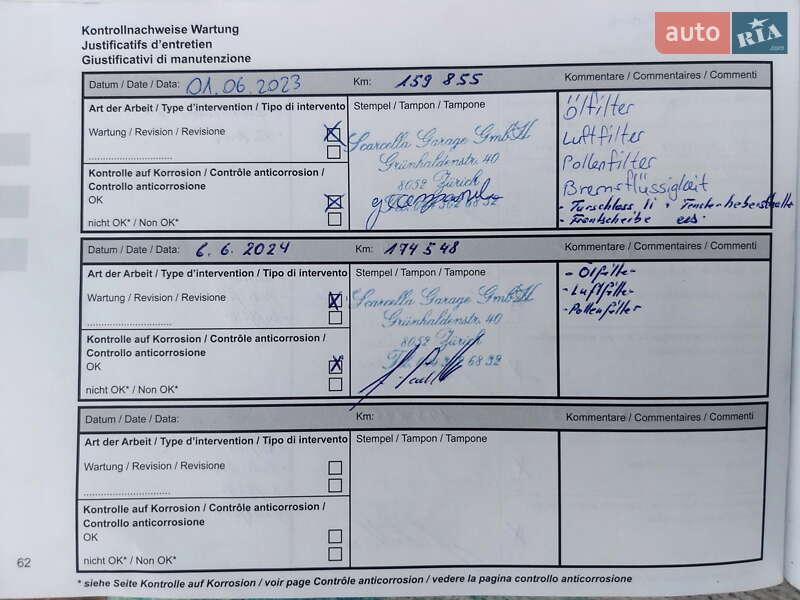 auto RIA.com
Kontrollnachweise Wartung
Justificatifs d'entretien
Giustificativi di manutenzione
Datum / Date / Data: 01.06.2023 Km: 159 855 Kommentare / Commentaires / Commenti
Art der Arbeit / Type d'intervention / Tipo di intervento Stempel / Tampon / Tampone
Wartung / Revision / Revisione
Kontrolle auf Korrosion / Contrôle anticorrosion /
Controllo anticorrosione
OK
nicht OK* / Non OK*
Scarcella Garage GmbH
Grünhaldenstr. 40
8052 Zürich
Ölfilter
Luftfilter
Pollenfilter
Bremsflüssigkeit
- Türschloss li + Fensterheberschalter
- Frontscheibe ers.
Datum / Date / Data: 6.6.2024 Km: 174548 Kommentare / Commentaires / Commenti
Art der Arbeit / Type d'intervention / Tipo di intervento Stempel / Tampon / Tampone
Wartung / Revision / Revisione
Kontrolle auf Korrosion / Contrôle anticorrosion /
Controllo anticorrosione
OK
nicht OK* / Non OK*
Scarcella Garage GmbH
Grünhaldenstr. 40
8052 Zürich
- Ölfilter
- Luftfilter
- Pollenfilter
Datum / Date / Data: Km: Kommentare / Commentaires / Commenti
Art der Arbeit / Type d'intervention / Tipo di intervento Stempel / Tampon / Tampone
Wartung / Revision / Revisione
Kontrolle auf Korrosion / Contrôle anticorrosion /
Controllo anticorrosione
OK
nicht OK* / Non OK*
62
* siehe Seite Kontrolle auf Korrosion / voir page Contrôle anticorrosion / vedere la pagina controllo anticorrosione